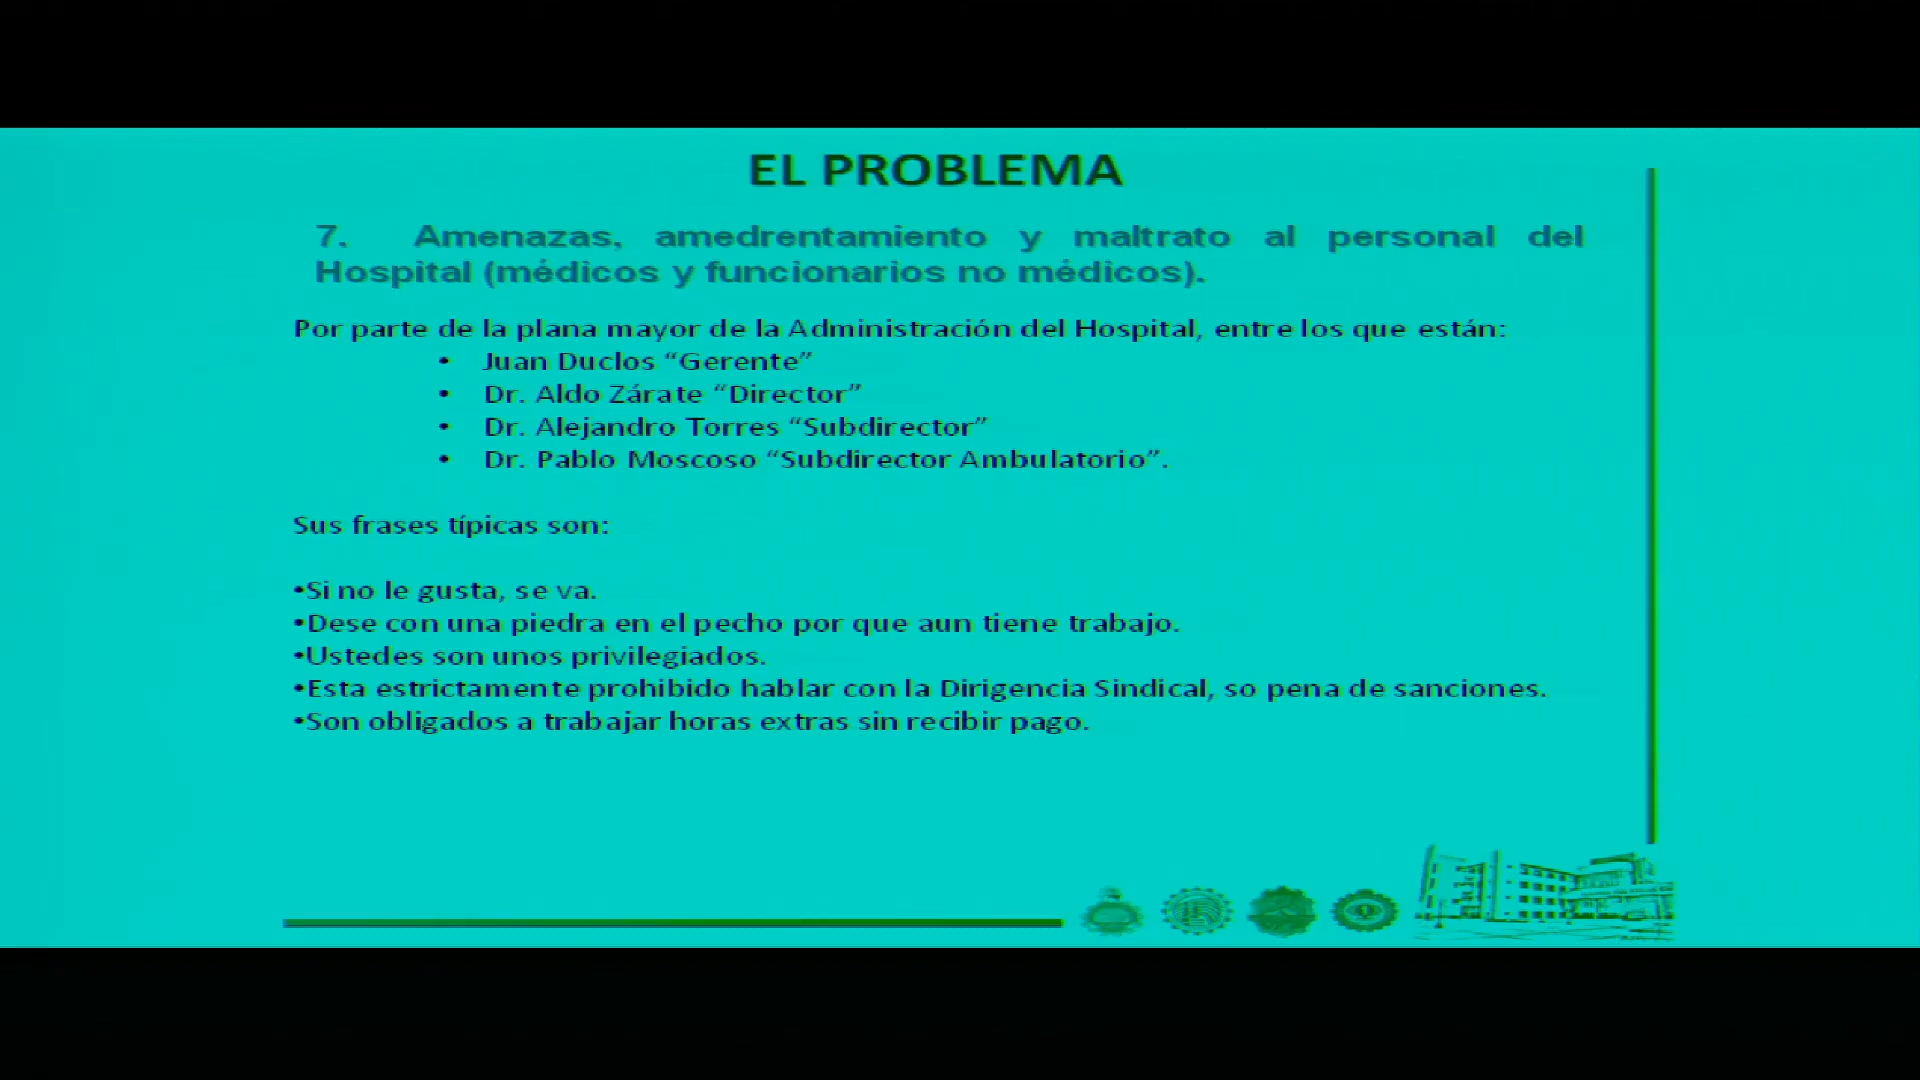 EL PROBLEMA
7. Amenazas, amedrentamiento y maltrato al personal del
Hospital (médicos y funcionarios no médicos).
Por parte de la plana mayor de la Administración del Hospital, entre los que están:
• Juan Duclos “Gerente”
• Dr. Aldo Zárate “Director”
• Dr. Alejandro Torres “Subdirector”
• Dr. Pablo Moscoso “Subdirector Ambulatorio”.
Sus frases típicas son:
•Si no le gusta, se va.
•Dese con una piedra en el pecho por que aun tiene trabajo.
•Ustedes son unos privilegiados.
•Esta estrictamente prohibido hablar con la Dirigencia Sindical, so pena de sanciones.
•Son obligados a trabajar horas extras sin recibir pago.